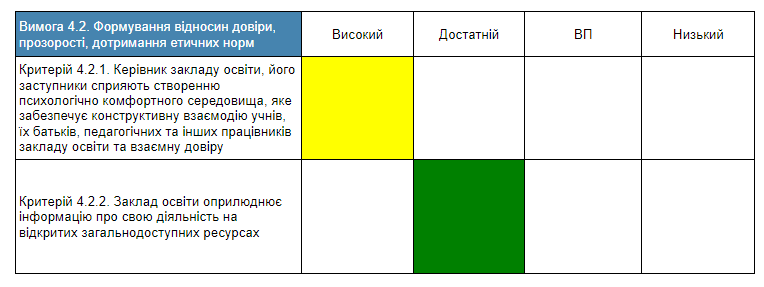 Вимога 4.2. Формування відносин довіри,
прозорості, дотримання етичних норм
Високий
Достатній
ВП
Низький
Критерій 4.2.1. Керівник закладу освіти, його
заступники сприяють створенню
психологічно комфортного середовища, яке
забезпечує конструктивну взаємодію учнів,
їх батьків, педагогічних та інших працівників
закладу освіти та взаємну довіру
Критерій 4.2.2. Заклад освіти оприлюднює
інформацію про свою діяльність на
відкритих загальнодоступних ресурсах